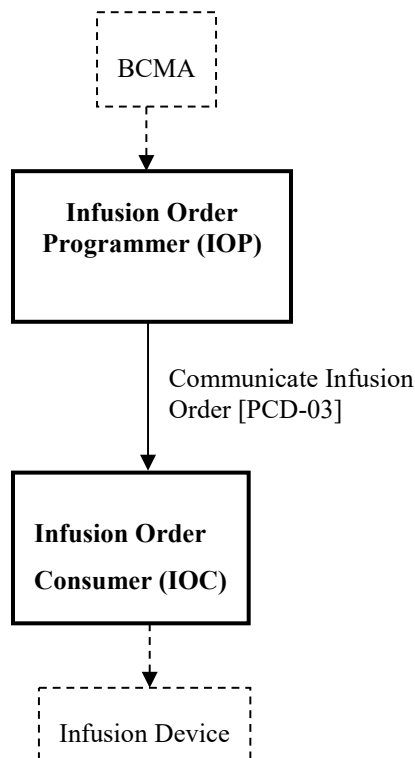 BCMA
Infusion Order
Programmer (IOP)
Communicate Infusion
Order [PCD-03]
Infusion Order
Consumer (IOC)
Infusion Device